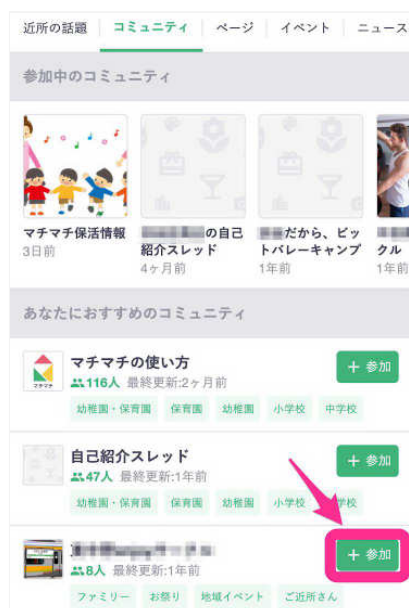 近所の話題 コミュニティ ページ イベント ニュース
参加中のコミュニティ
マチマチ保活情報
3日前
の自己
紹介スレッド
4ヶ月前
だから、ビッ
トバレーキャンプ
1年前
クル
1年前
あなたにおすすめのコミュニティ
マチマチの使い方
116人 最終更新:2ヶ月前
+ 参加
幼稚園・保育園 保育園 幼稚園 小学校 中学校
マチマチ
自己紹介スレッド
47人 最終更新:1年前
+ 参加
幼稚園・保育園 保育園 幼稚園 小学校 学校
8人 最終更新:1年前
+ 参加
ファミリー お祭り 地域イベント ご近所さん